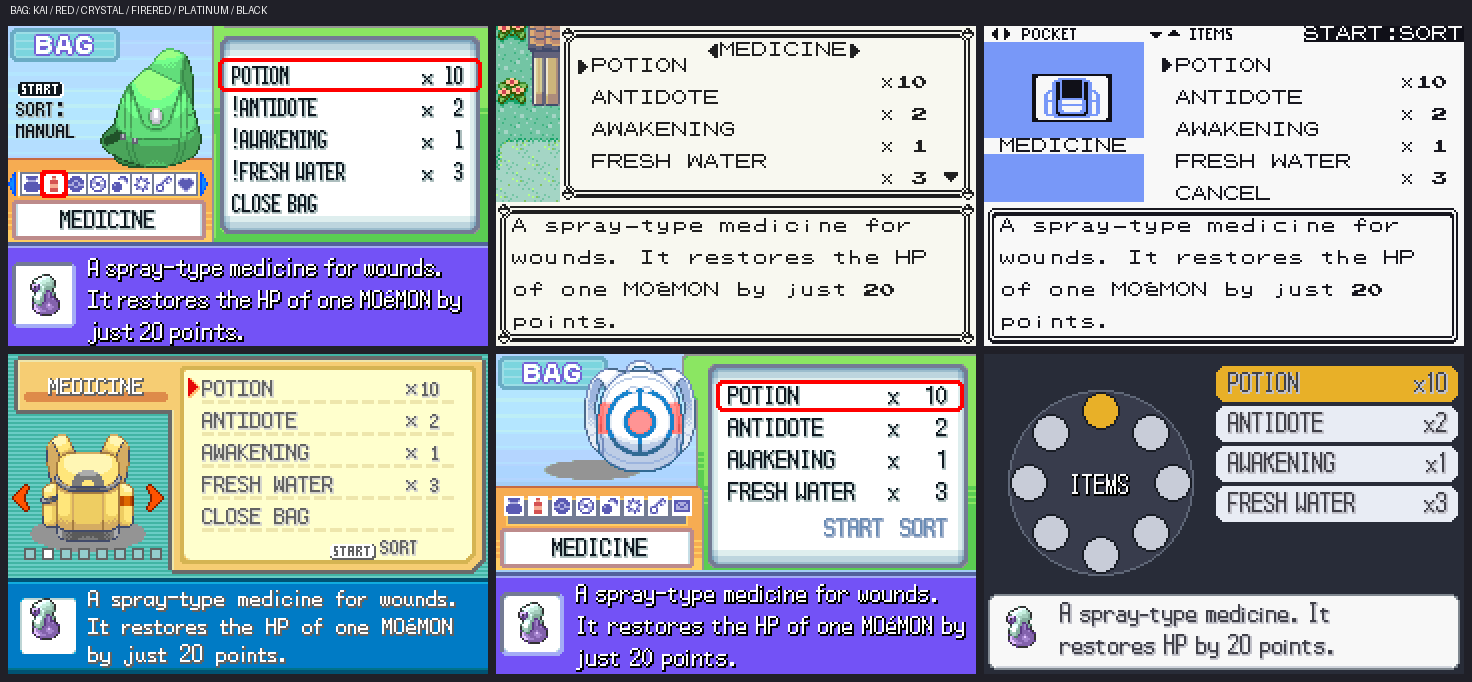 BAG: KAI / RED / CRYSTAL / FIRERED / PLATINUM / BLACK
BAG
START
SORT:
MANUAL
MEDICINE
POTION x 10
!ANTIDOTE x 2
!AWAKENING x 1
!FRESH WATER x 3
CLOSE BAG
A spray-type medicine for wounds.
It restores the HP of one MOéMON by
just 20 points.
MEDICINE
POTION
×10
ANTIDOTE
× 2
AWAKENING
× 1
FRESH WATER
× 3
A spray-type medicine for
wounds. It restores the HP
of one MOéMON by just 20
points.
POCKET ITEMS START:SORT
MEDICINE
POTION
×10
ANTIDOTE
× 2
AWAKENING
× 1
FRESH WATER
× 3
CANCEL
A spray-type medicine for
wounds. It restores the HP
of one MOéMON by just 20
points.
MEDICINE
POTION ×10
ANTIDOTE × 2
AWAKENING × 1
FRESH WATER × 3
CLOSE BAG
START SORT
A spray-type medicine for wounds.
It restores the HP of one MOéMON
by just 20 points.
BAG
MEDICINE
POTION x 10
ANTIDOTE x 2
AWAKENING x 1
FRESH WATER x 3
START SORT
A spray-type medicine for wounds.
It restores the HP of one MOéMON by
just 20 points.
ITEMS
POTION x10
ANTIDOTE x2
AWAKENING x1
FRESH WATER x3
A spray-type medicine. It
restores HP by 20 points.